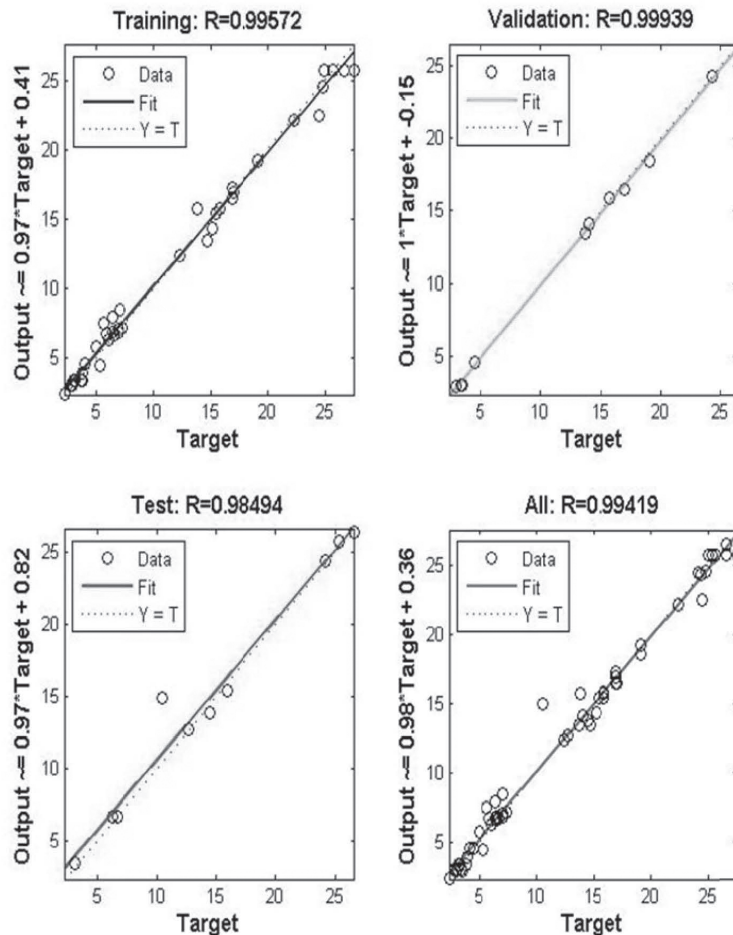 Training: R=0.99572
Output ~= 0.97*Target + 0.41
25
20
15
10
5
Data
Fit
Y = T
5 10 15 20 25
Target
Validation: R=0.99939
Output ~= 1*Target + -0.15
25
20
15
10
5
Data
Fit
Y = T
5 10 15 20 25
Target
Test: R=0.98494
Output ~= 0.97*Target + 0.82
25
20
15
10
5
Data
Fit
Y = T
5 10 15 20 25
Target
All: R=0.99419
Output ~= 0.98*Target + 0.36
25
20
15
10
5
Data
Fit
Y = T
5 10 15 20 25
Target